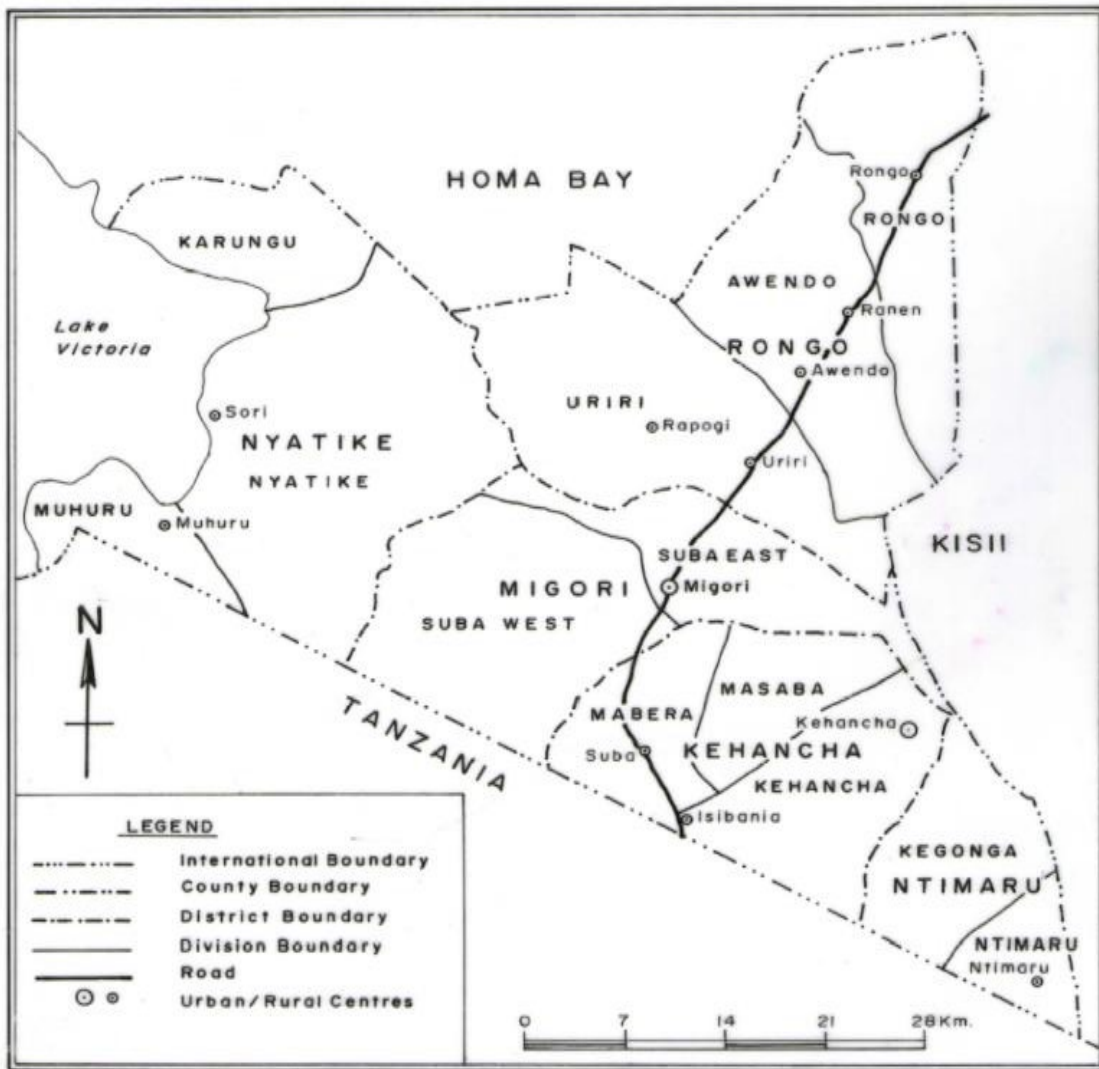 HOMA BAY
Rongo
RONGO
KARUNGU
AWENDO
Ranen
Lake
Victoria
RONGO
Awendo
URIRI
Sori
Rapogi
NYATIKE
Uriri
NYATIKE
MUHURU
Muhuru
KISII
SUBA EAST
MIGORI
Migori
N
SUBA WEST
MASABA
TANZANIA
MABERA
Kehancha
Suba
KEHANCHA
KEHANCHA
Isibania
KEGONGA
NTIMARU
NTIMARU
Ntimaru
LEGEND
International Boundary
County Boundary
District Boundary
Division Boundary
Road
Urban/Rural Centres
0 7 14 21 28 Km.